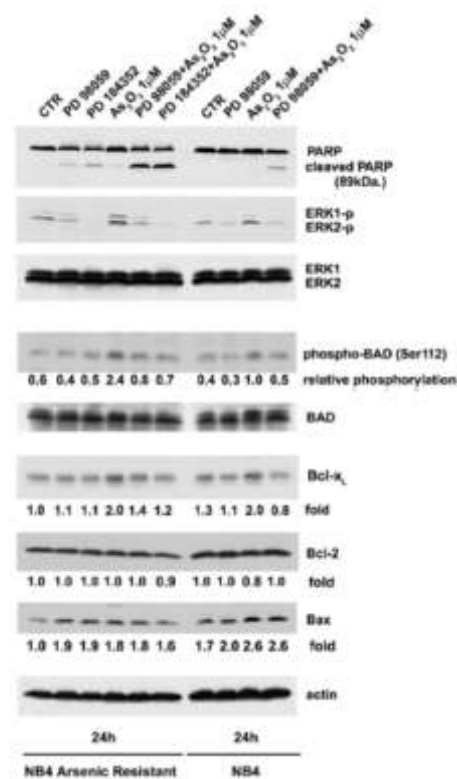 CTR PD 98059 PD 184352 As2O3 1μM PD 98059+As2O3 1μM PD 184352+As2O3 1μM CTR PD 98059 As2O3 1μM PD 98059+As2O3 1μM
PARP
cleaved PARP
(89kDa.)
ERK1-p
ERK2-p
ERK1
ERK2
phospho-BAD (Ser112)
0.6 0.4 0.5 2.4 0.8 0.7 0.4 0.3 1.0 0.5 relative phosphorylation
BAD
Bcl-xL
1.0 1.1 1.1 2.0 1.4 1.2 1.3 1.1 2.0 0.8 fold
Bcl-2
1.0 1.0 1.0 1.0 1.0 0.9 1.0 1.0 0.8 1.0 fold
Bax
1.0 1.9 1.9 1.8 1.8 1.6 1.7 2.0 2.6 2.6 fold
actin
24h 24h
NB4 Arsenic Resistant NB4